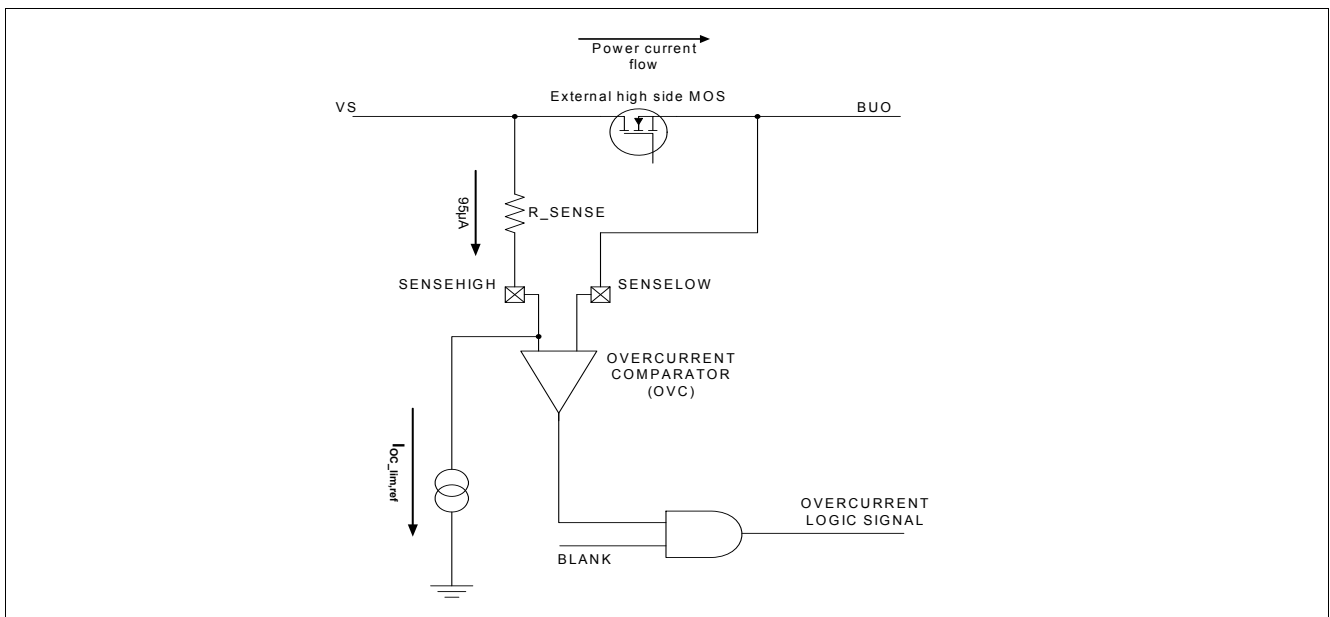 Power current
flow
External high side MOS
VS
BUO
95µA
R_SENSE
SENSEHIGH
SENSELOW
OVERCURRENT
COMPARATOR
(OVC)
IOC_lim,ref
OVERCURRENT
LOGIC SIGNAL
BLANK